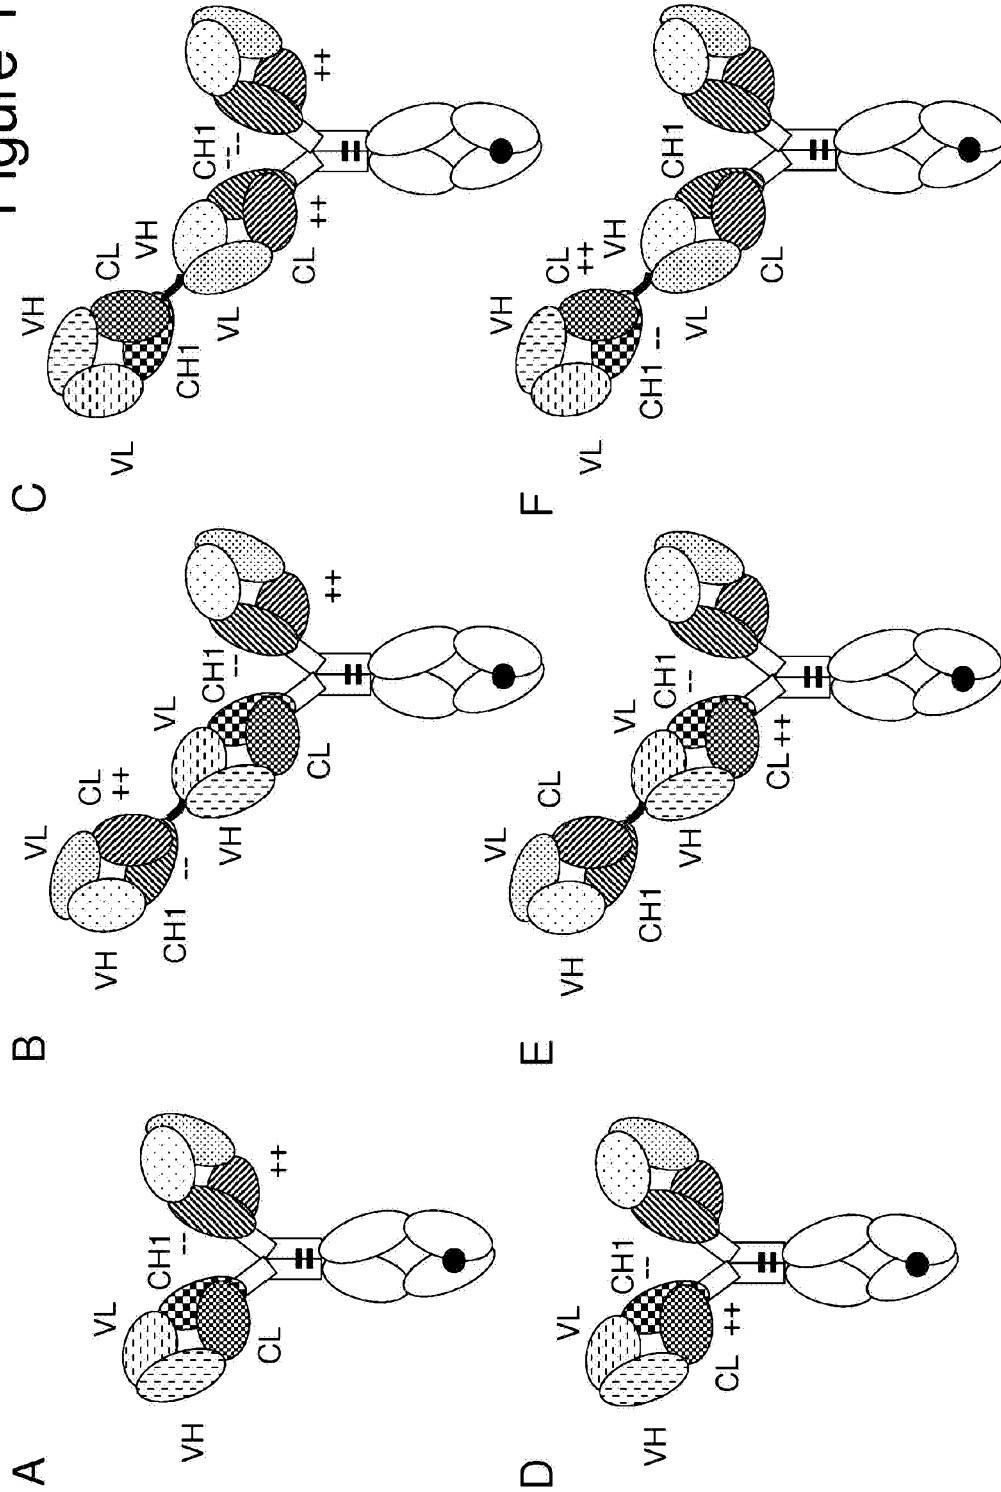 Figure 1
A
VL
CH1
--
VH
CL
++
B
VL
CL
++
VH
VL
CH1
--
CH1
--
VH
CL
++
C
VH
CL
VL
VH
CH1
CH1
--
--
VL
CL
++
++
D
VL
CH1
--
VH
CL ++
E
VL
CL
VH
VL
CH1
CH1
--
VH
CL ++
F
VH
CL
++
VL
VH
CH1 --
CH1
VL
CL